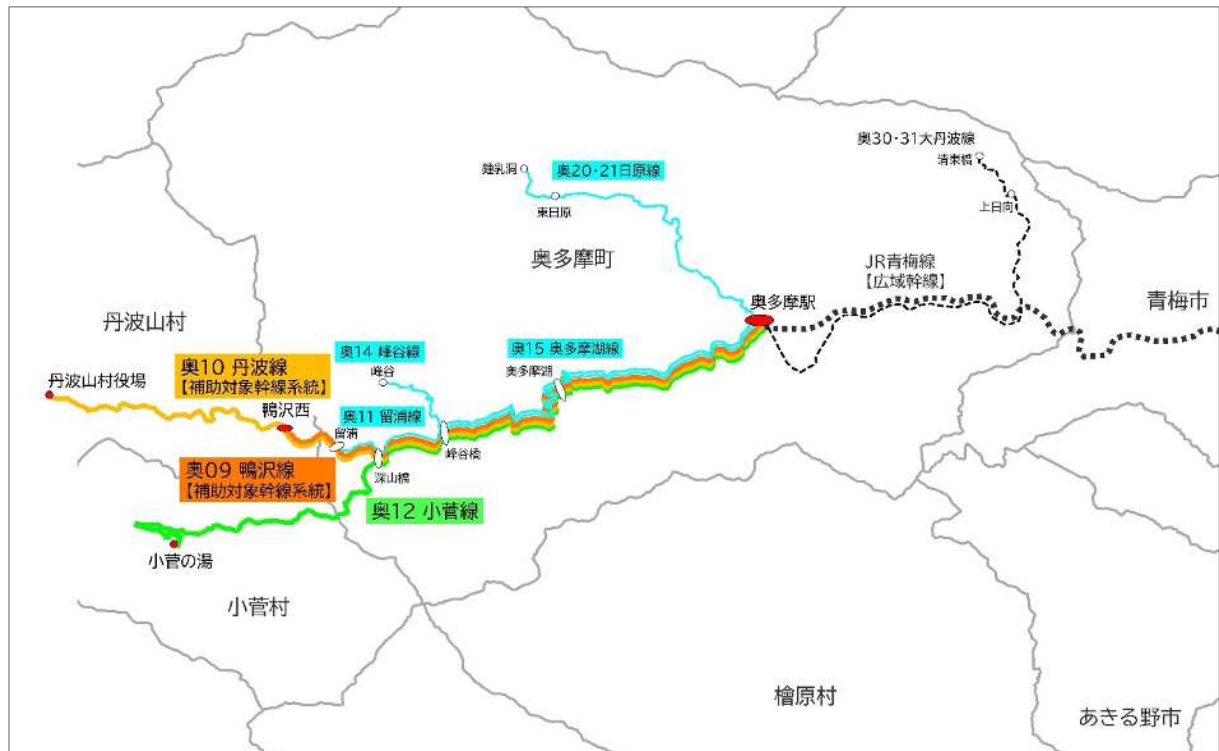 奥30・31大丹波線
清東橋
鍾乳洞
奥20・21日原線
上日向
東日原
奥多摩町
JR青梅線
【広域幹線】
奥多摩駅
青梅市
丹波山村
奥14 峰谷線
峰谷
奥15 奥多摩湖線
奥多摩湖
奥10 丹波線
【補助対象幹線系統】
丹波山村役場
鴨沢西
奥11 留浦線
留浦
峰谷橋
奥09 鴨沢線
【補助対象幹線系統】
深山橋
奥12 小菅線
小菅の湯
小菅村
檜原村
あきる野市